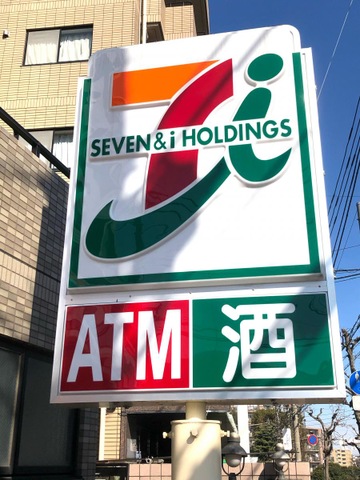 SEVEN & i HOLDINGS
ATM 酒